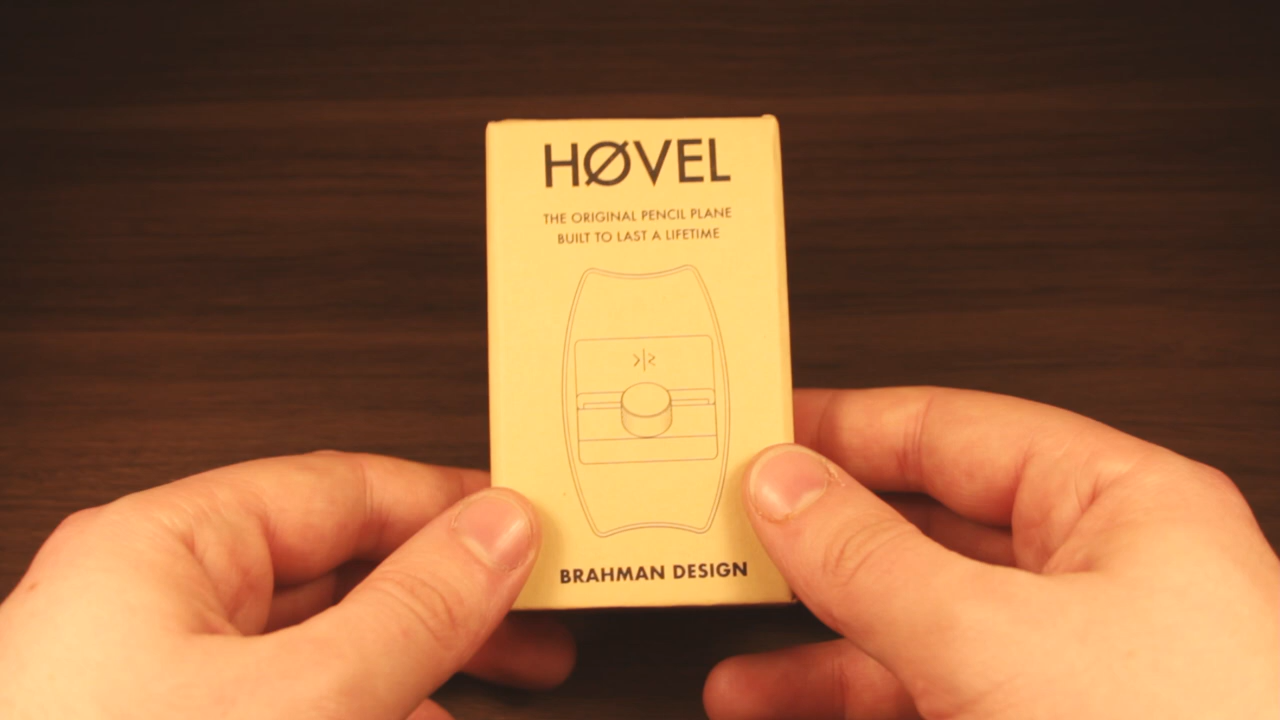 HØVEL
THE ORIGINAL PENCIL PLANE
BUILT TO LAST A LIFETIME
BRAHMAN DESIGN